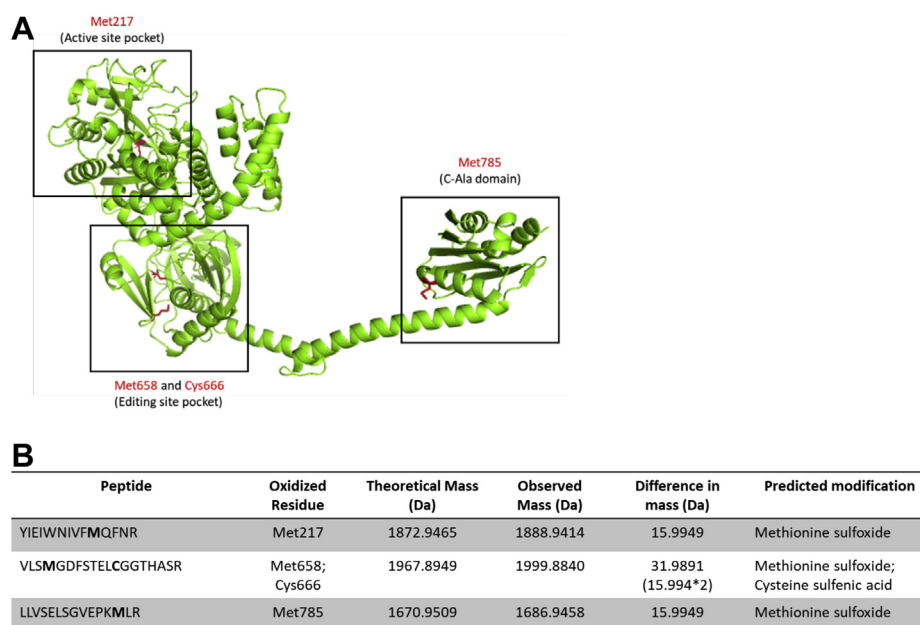 A
Met217
(Active site pocket)
Met785
(C-Ala domain)
Met658 and Cys666
(Editing site pocket)
B
Peptide Oxidized Residue Theoretical Mass (Da) Observed Mass (Da) Difference in mass (Da) Predicted modification
YIEIWNIVFMQFNR Met217 1872.9465 1888.9414 15.9949 Methionine sulfoxide
VLSMGDFSTELCGGTHASR Met658; Cys666 1967.8949 1999.8840 31.9891 (15.994*2) Methionine sulfoxide; Cysteine sulfenic acid
LLVSELSGVEPKMLR Met785 1670.9509 1686.9458 15.9949 Methionine sulfoxide